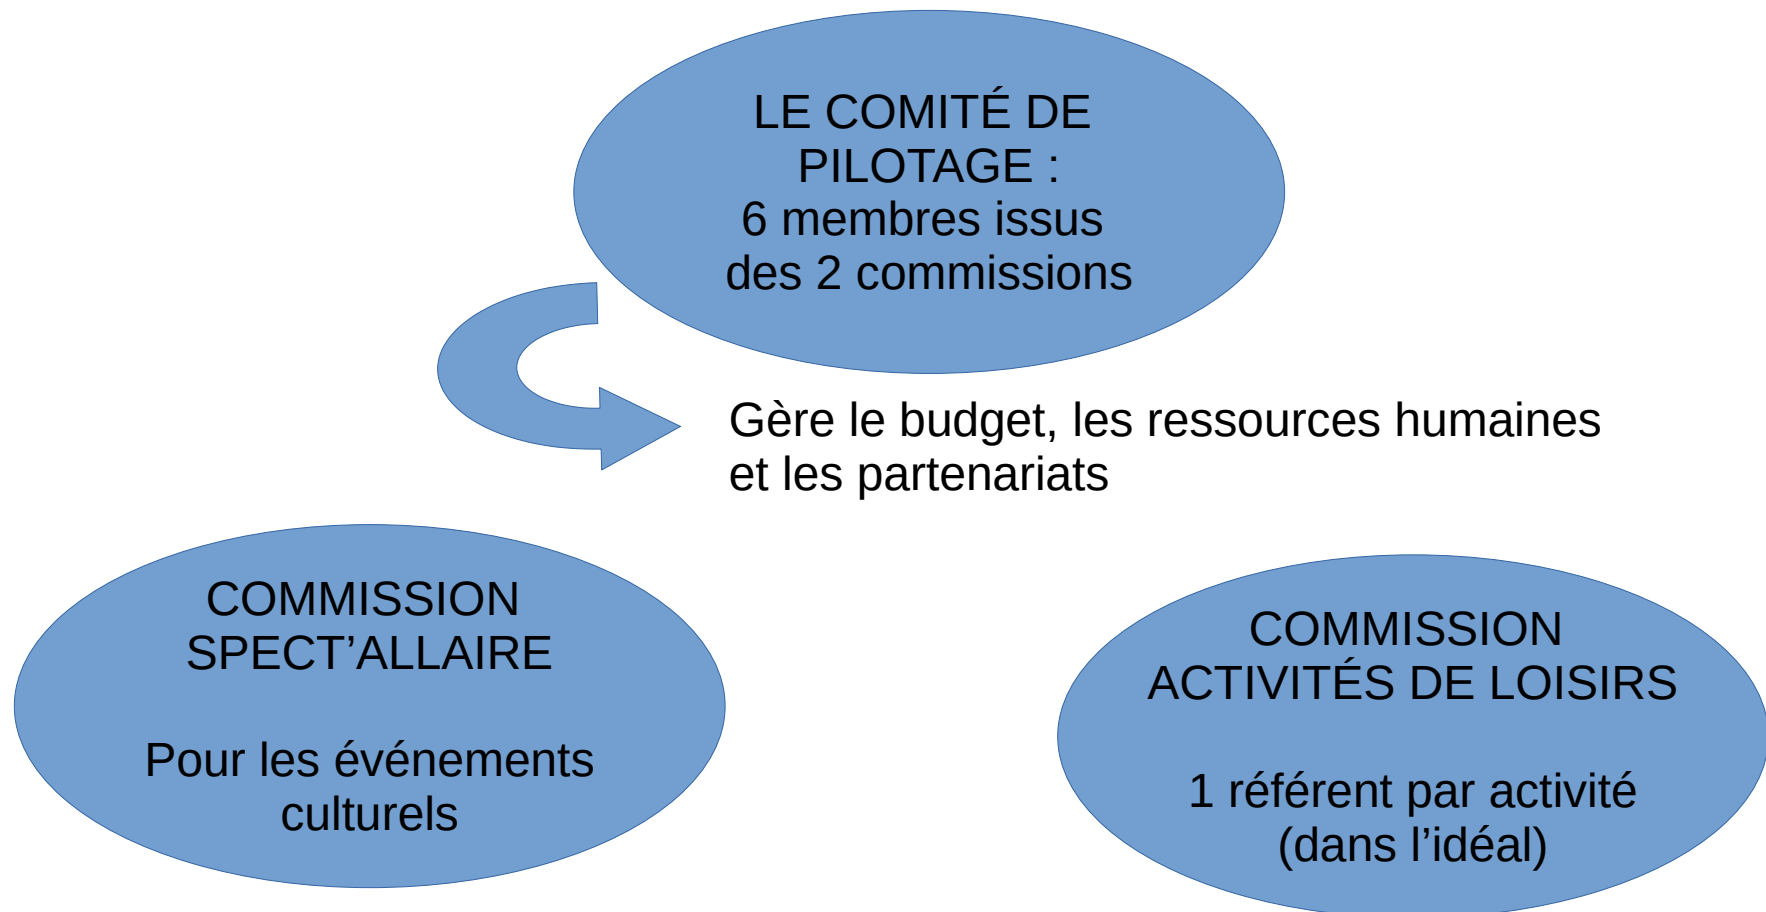 LE COMITÉ DE
PILOTAGE :
6 membres issus
des 2 commissions
Gère le budget, les ressources humaines
et les partenariats
COMMISSION
SPECT’ALLAIRE
Pour les événements
culturels
COMMISSION
ACTIVITÉS DE LOISIRS
1 référent par activité
(dans l’idéal)